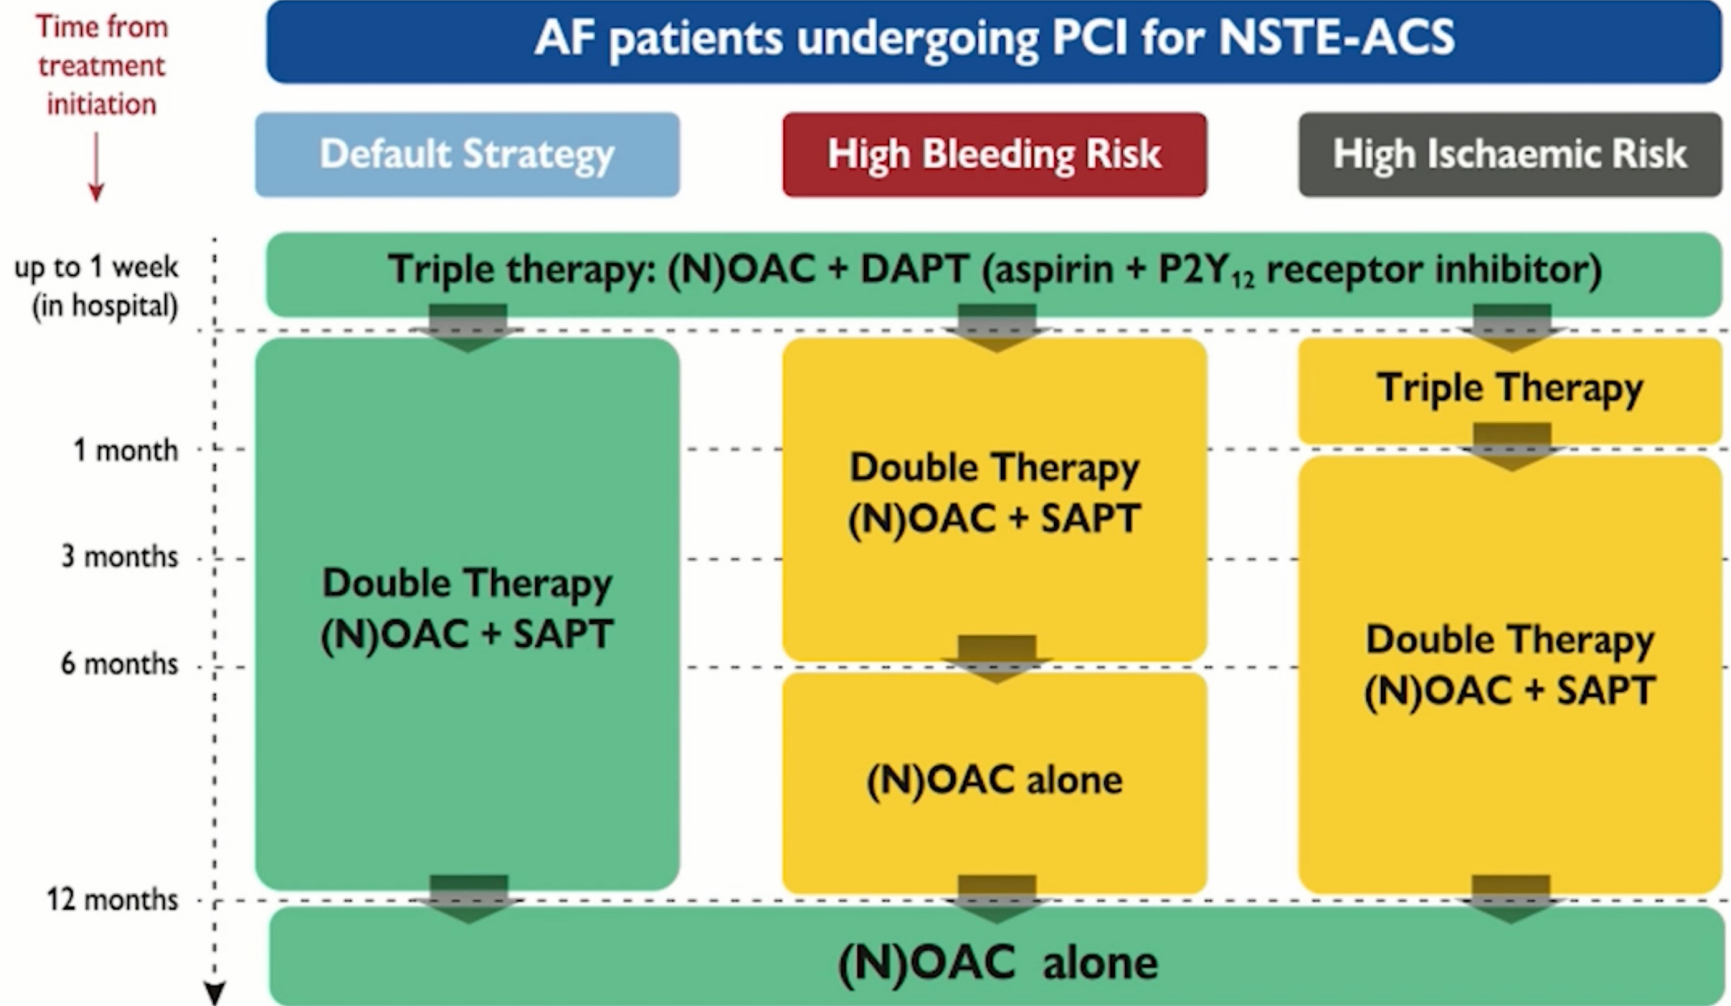 Time from
treatment
initiation
AF patients undergoing PCI for NSTE-ACS
Default Strategy
High Bleeding Risk
High Ischaemic Risk
up to 1 week
(in hospital)
Triple therapy: (N)OAC + DAPT (aspirin + P2Y₁₂ receptor inhibitor)
1 month
3 months
6 months
12 months
Double Therapy
(N)OAC + SAPT
Double Therapy
(N)OAC + SAPT
(N)OAC alone
Triple Therapy
Double Therapy
(N)OAC + SAPT
(N)OAC alone